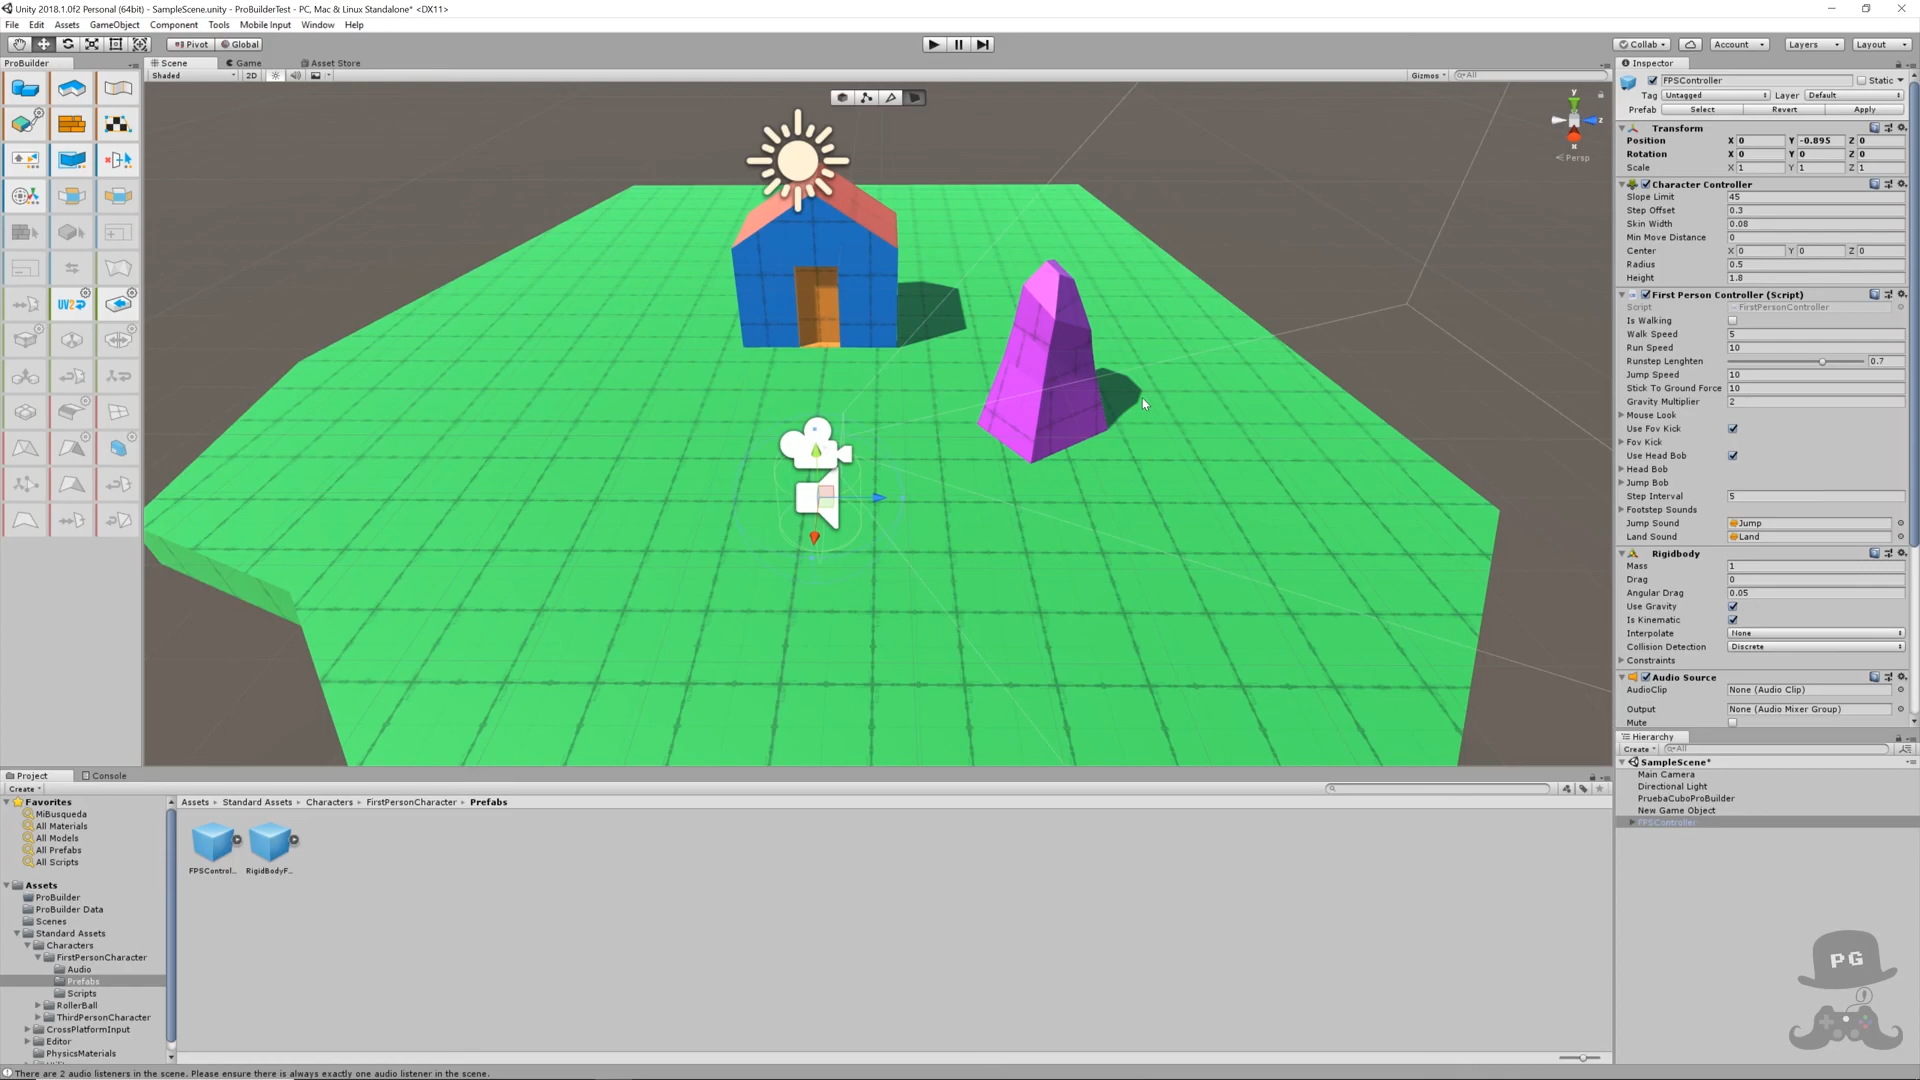 Unity 2018.1.0f2 Personal (64bit) - SampleScene.unity - ProBuilderTest - PC, Mac & Linux Standalone* <DX11>
File Edit Assets GameObject Component Tools Mobile Input Window Help
Pivot Global
Collab Account Layers Layout
ProBuilder
Scene Game Asset Store
Shaded 2D
Gizmos All
y
z
x
Persp
UV2
Inspector
FPSController Static
Tag Untagged Layer Default
Prefab Select Revert Apply
Transform
Position X 0 Y -0.895 Z 0
Rotation X 0 Y 0 Z 0
Scale X 1 Y 1 Z 1
Character Controller
Slope Limit 45
Step Offset 0.3
Skin Width 0.08
Min Move Distance 0
Center X 0 Y 0 Z 0
Radius 0.5
Height 1.8
First Person Controller (Script)
Script FirstPersonController
Is Walking
Walk Speed 5
Run Speed 10
Runstep Lenghten 0.7
Jump Speed 10
Stick To Ground Force 10
Gravity Multiplier 2
Mouse Look
Use Fov Kick
Fov Kick
Use Head Bob
Head Bob
Jump Bob
Step Interval 5
Footstep Sounds
Jump Sound Jump
Land Sound Land
Rigidbody
Mass 1
Drag 0
Angular Drag 0.05
Use Gravity
Is Kinematic
Interpolate None
Collision Detection Discrete
Constraints
Audio Source
AudioClip None (Audio Clip)
Output None (Audio Mixer Group)
Mute
Hierarchy
Create All
SampleScene*
Main Camera
Directional Light
PruebaCuboProBuilder
New Game Object
FPSController
Project Console
Create
Favorites
MiBusqueda
All Materials
All Models
All Prefabs
All Scripts
Assets
ProBuilder
ProBuilder Data
Scenes
Standard Assets
Characters
FirstPersonCharacter
Audio
Prefabs
Scripts
RollerBall
ThirdPersonCharacter
CrossPlatformInput
Editor
PhysicsMaterials
Assets Standard Assets Characters FirstPersonCharacter Prefabs
FPSControl... RigidBodyF...
PG
There are 2 audio listeners in the scene. Please ensure there is always exactly one audio listener in the scene.